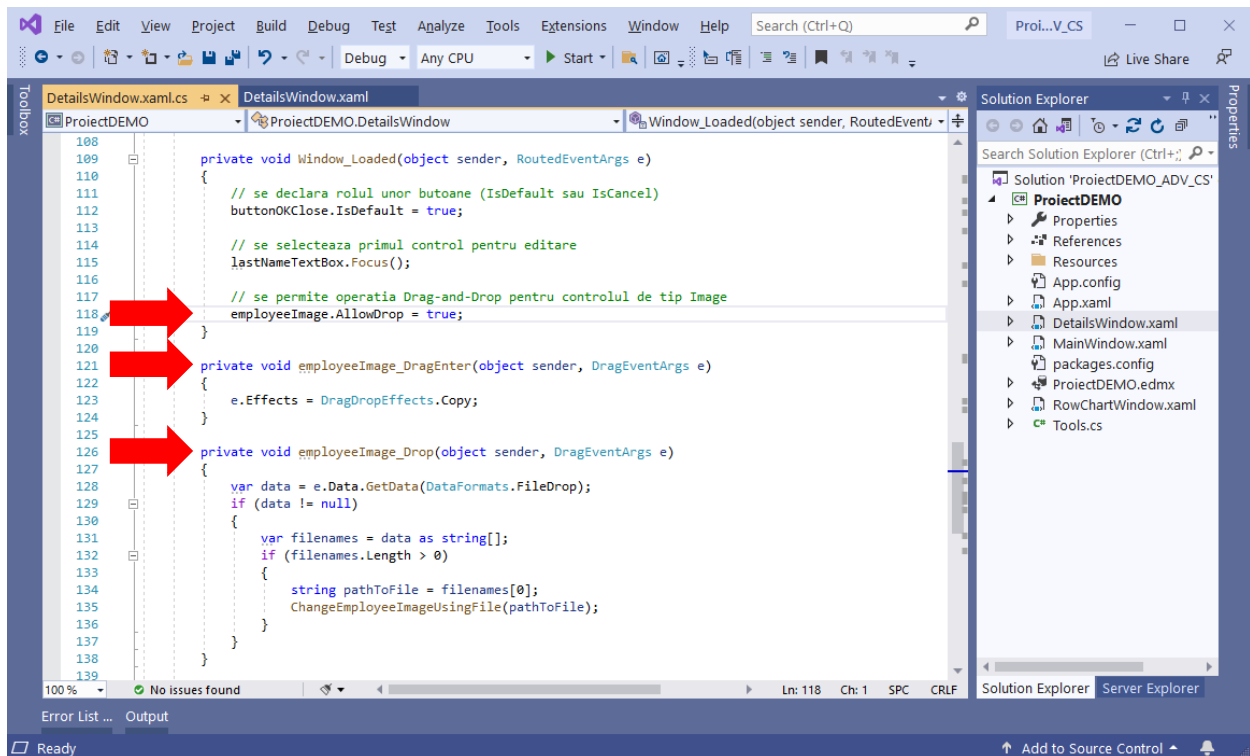 File Edit View Project Build Debug Test Analyze Tools Extensions Window Help Search (Ctrl+Q) Proi...V_CS
Debug Any CPU Start Live Share
Toolbox
DetailsWindow.xaml.cs DetailsWindow.xaml
ProiectDEMO ProiectDEMO.DetailsWindow Window_Loaded(object sender, RoutedEventA
108
109 private void Window_Loaded(object sender, RoutedEventArgs e)
110 {
111 // se declara rolul unor butoane (IsDefault sau IsCancel)
112 buttonOKClose.IsDefault = true;
113
114 // se selecteaza primul control pentru editare
115 lastNameTextBox.Focus();
116
117 // se permite operatia Drag-and-Drop pentru controlul de tip Image
118 employeeImage.AllowDrop = true;
119 }
120
121 private void employeeImage_DragEnter(object sender, DragEventArgs e)
122 {
123 e.Effects = DragDropEffects.Copy;
124 }
125
126 private void employeeImage_Drop(object sender, DragEventArgs e)
127 {
128 var data = e.Data.GetData(DataFormats.FileDrop);
129 if (data != null)
130 {
131 var filenames = data as string[];
132 if (filenames.Length > 0)
133 {
134 string pathToFile = filenames[0];
135 ChangeEmployeeImageUsingFile(pathToFile);
136 }
137 }
138 }
139
100 % No issues found Ln: 118 Ch: 1 SPC CRLF
Solution Explorer
Search Solution Explorer (Ctrl+;)
Solution 'ProiectDEMO_ADV_CS'
ProiectDEMO
Properties
References
Resources
App.config
App.xaml
DetailsWindow.xaml
MainWindow.xaml
packages.config
ProiectDEMO.edmx
RowChartWindow.xaml
C# Tools.cs
Solution Explorer Server Explorer
Properties
Error List ... Output
Ready Add to Source Control